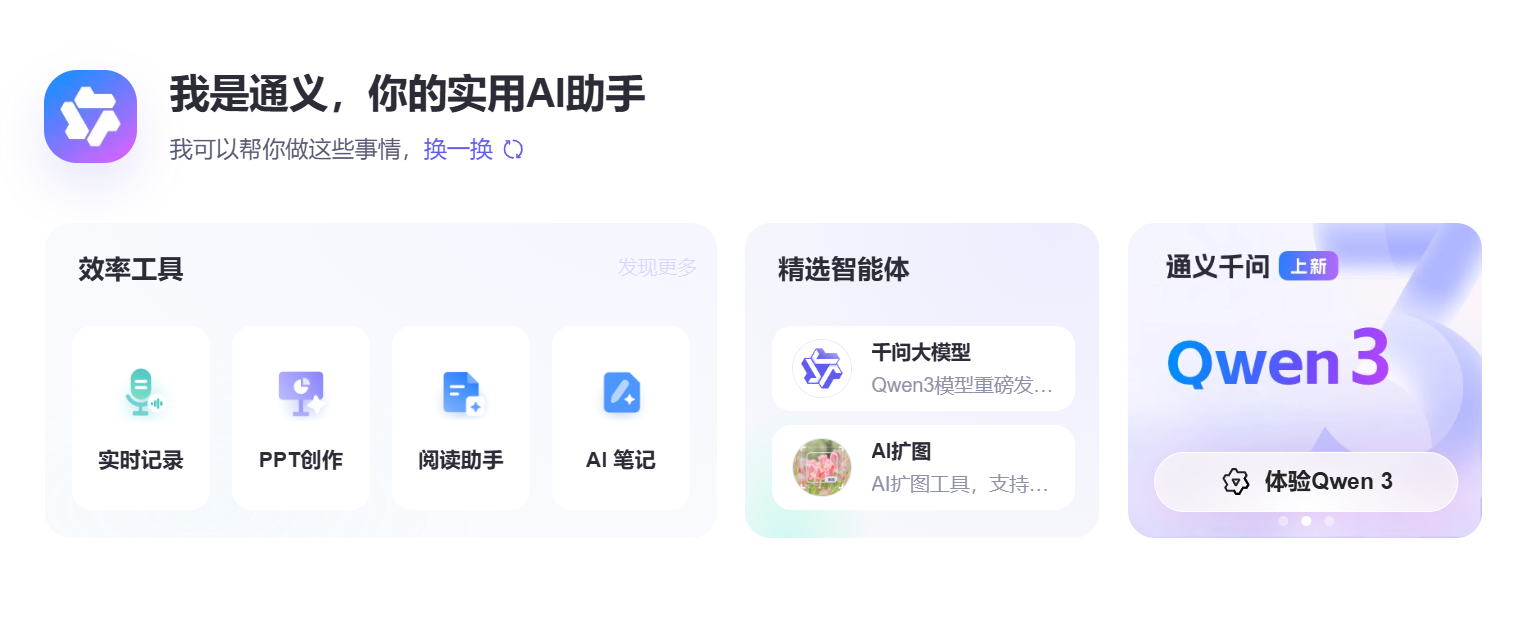 我是通义，你的实用AI助手
我可以帮你做这些事情，换一换
效率工具
发现更多
实时记录
PPT创作
阅读助手
AI 笔记
精选智能体
千问大模型
Qwen3模型重磅发...
AI扩图
AI扩图工具，支持...
通义千问 上新
Qwen3
体验Qwen 3